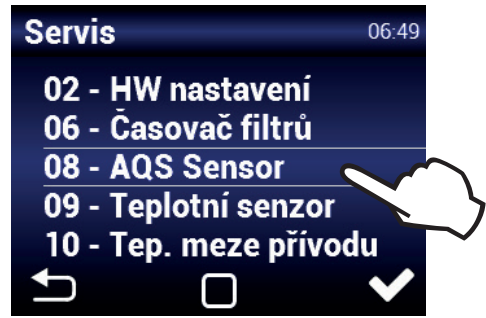 Servis 06:49
02 - HW nastavení
06 - Časovač filtrů
08 - AQS Sensor
09 - Teplotní senzor
10 - Tep. meze přívodu